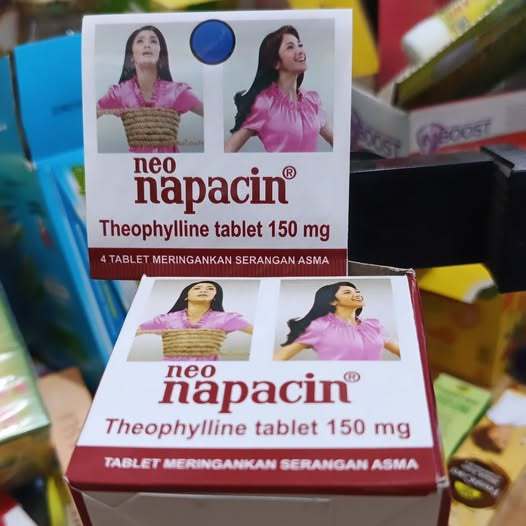 neo
napacin®
Theophylline tablet 150 mg
4 TABLET MERINGANKAN SERANGAN ASMA
BOOST
neo
napacin®
Theophylline tablet 150 mg
TABLET MERINGANKAN SERANGAN ASMA